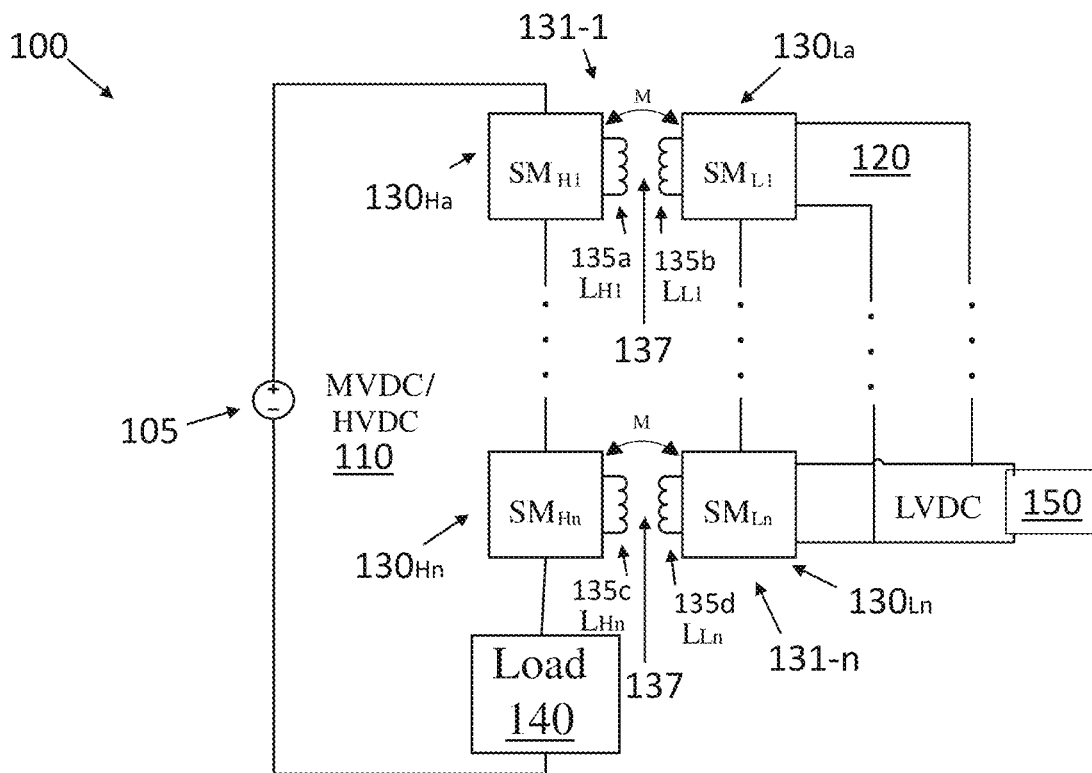 100
131-1
130La
M
SMH1
SML1
120
130Ha
135a
LH1
135b
LL1
137
MVDC/
HVDC
110
105
+
−
M
SMHn
SMLn
LVDC
150
130Hn
135c
LHn
135d
LLn
130Ln
131-n
137
Load
140